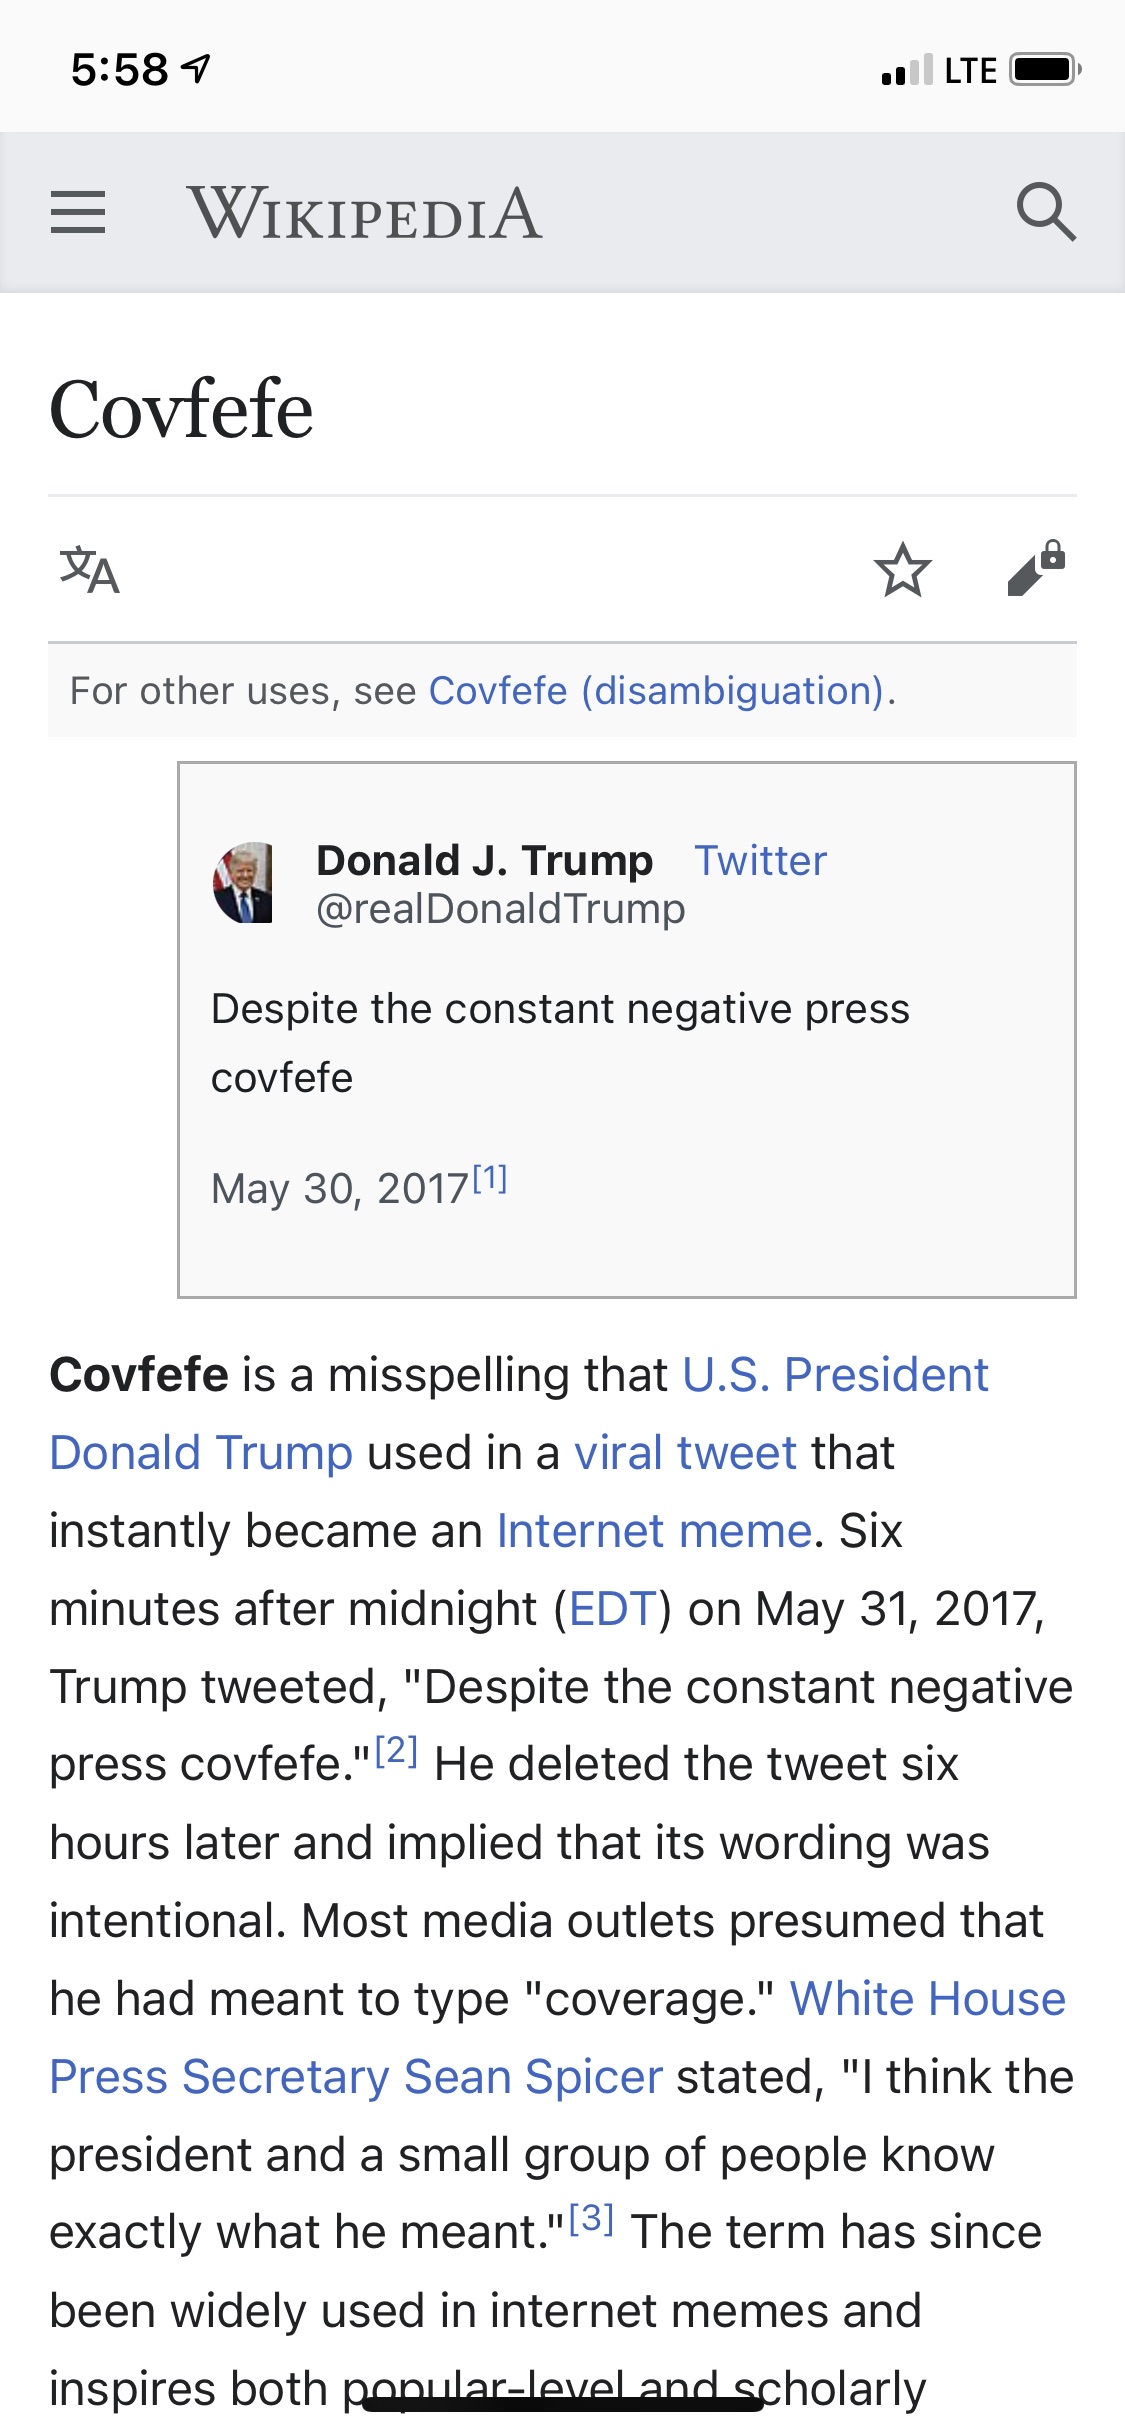 5:58
LTE
WIKIPEDIA
Covfefe
文A
For other uses, see Covfefe (disambiguation).
Donald J. Trump Twitter
@realDonaldTrump
Despite the constant negative press
covfefe
May 30, 2017[1]
Covfefe is a misspelling that U.S. President
Donald Trump used in a viral tweet that
instantly became an Internet meme. Six
minutes after midnight (EDT) on May 31, 2017,
Trump tweeted, "Despite the constant negative
press covfefe."[2] He deleted the tweet six
hours later and implied that its wording was
intentional. Most media outlets presumed that
he had meant to type "coverage." White House
Press Secretary Sean Spicer stated, "I think the
president and a small group of people know
exactly what he meant."[3] The term has since
been widely used in internet memes and
inspires both popular-level and scholarly